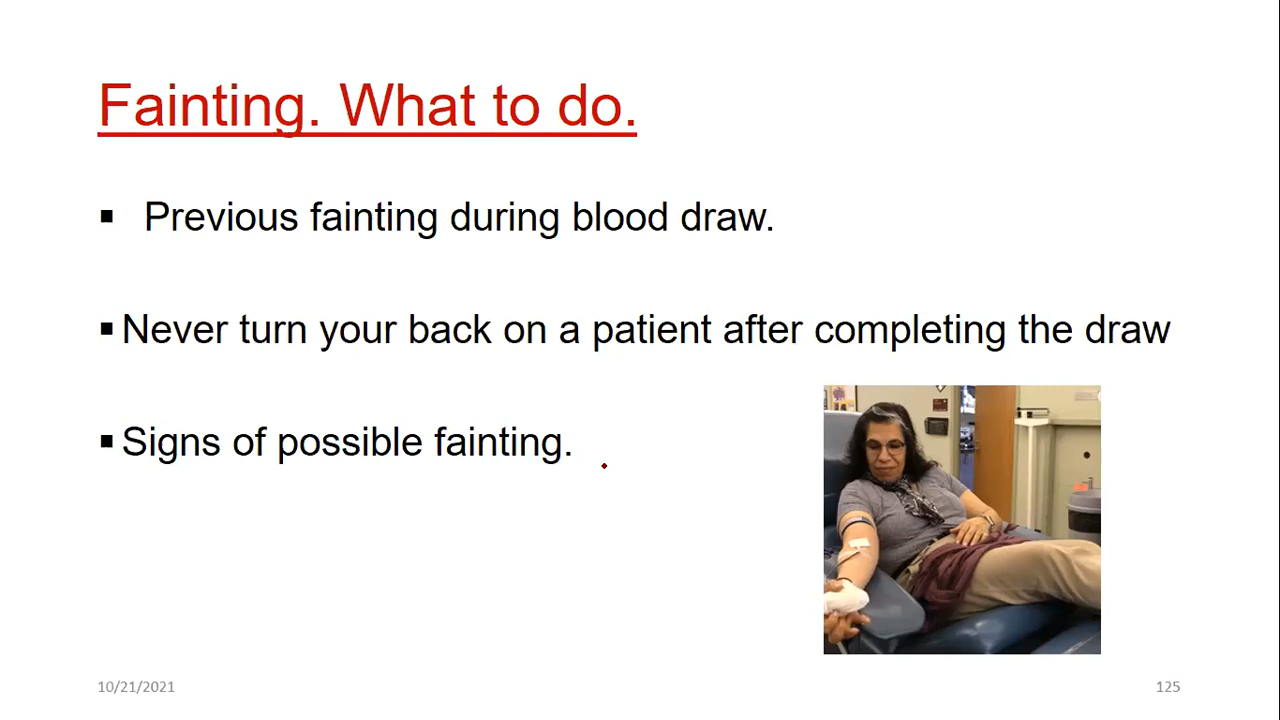 Fainting. What to do.
▪ Previous fainting during blood draw.
▪ Never turn your back on a patient after completing the draw
▪ Signs of possible fainting.
10/21/2021
125